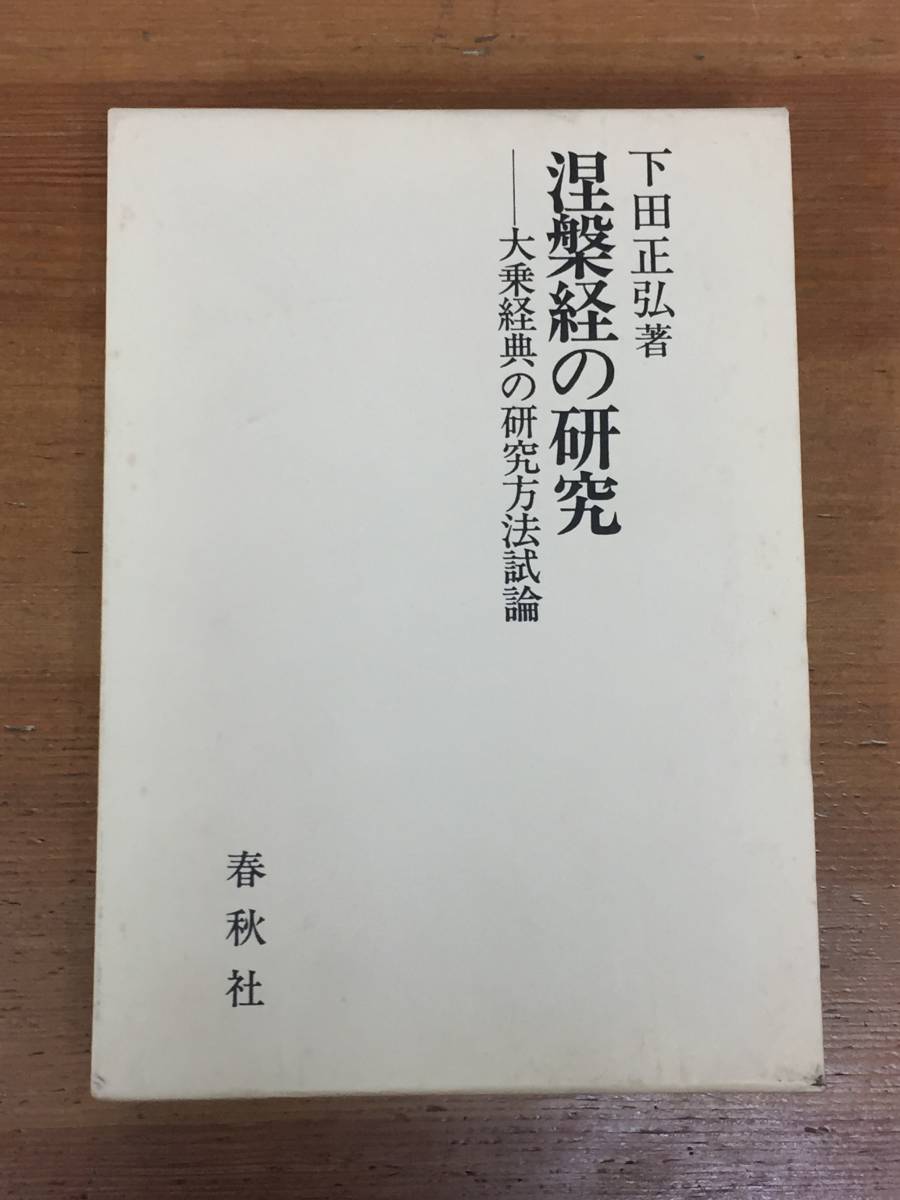 下田正弘著
涅槃経の研究
――大乗経典の研究方法試論
春秋社